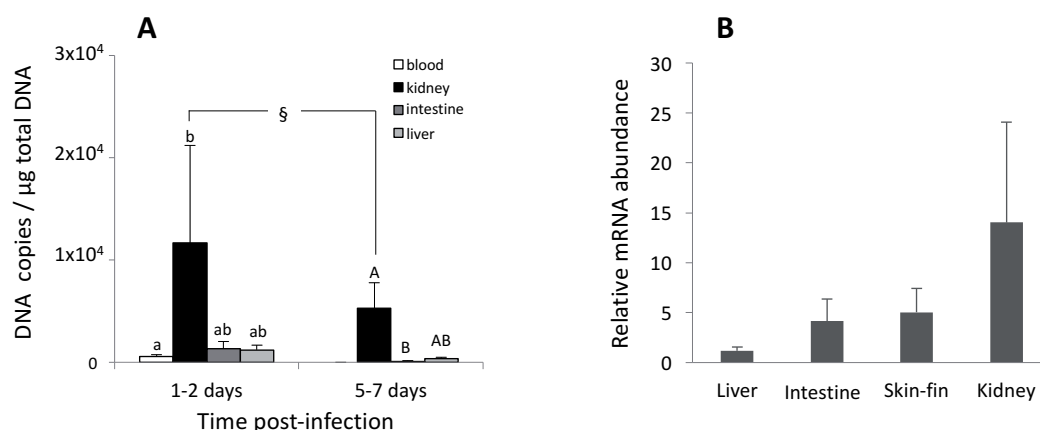 A
DNA copies / µg total DNA
3x10⁴
2x10⁴
1x10⁴
0
blood
kidney
intestine
liver
§
b
a
ab
ab
A
B
AB
1-2 days
5-7 days
Time post-infection
B
Relative mRNA abundance
30
25
20
15
10
5
0
Liver
Intestine
Skin-fin
Kidney